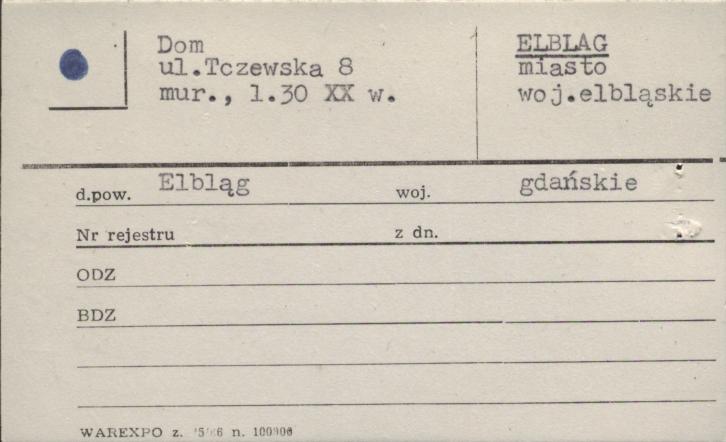 Dom
ul.Tczewska 8
mur., l.30 XX w.
ELBLĄG
miasto
woj.elbląskie
d.pow. Elbląg woj. gdańskie
Nr rejestru z dn.
ODZ
BDZ
WAREXPO z. n.